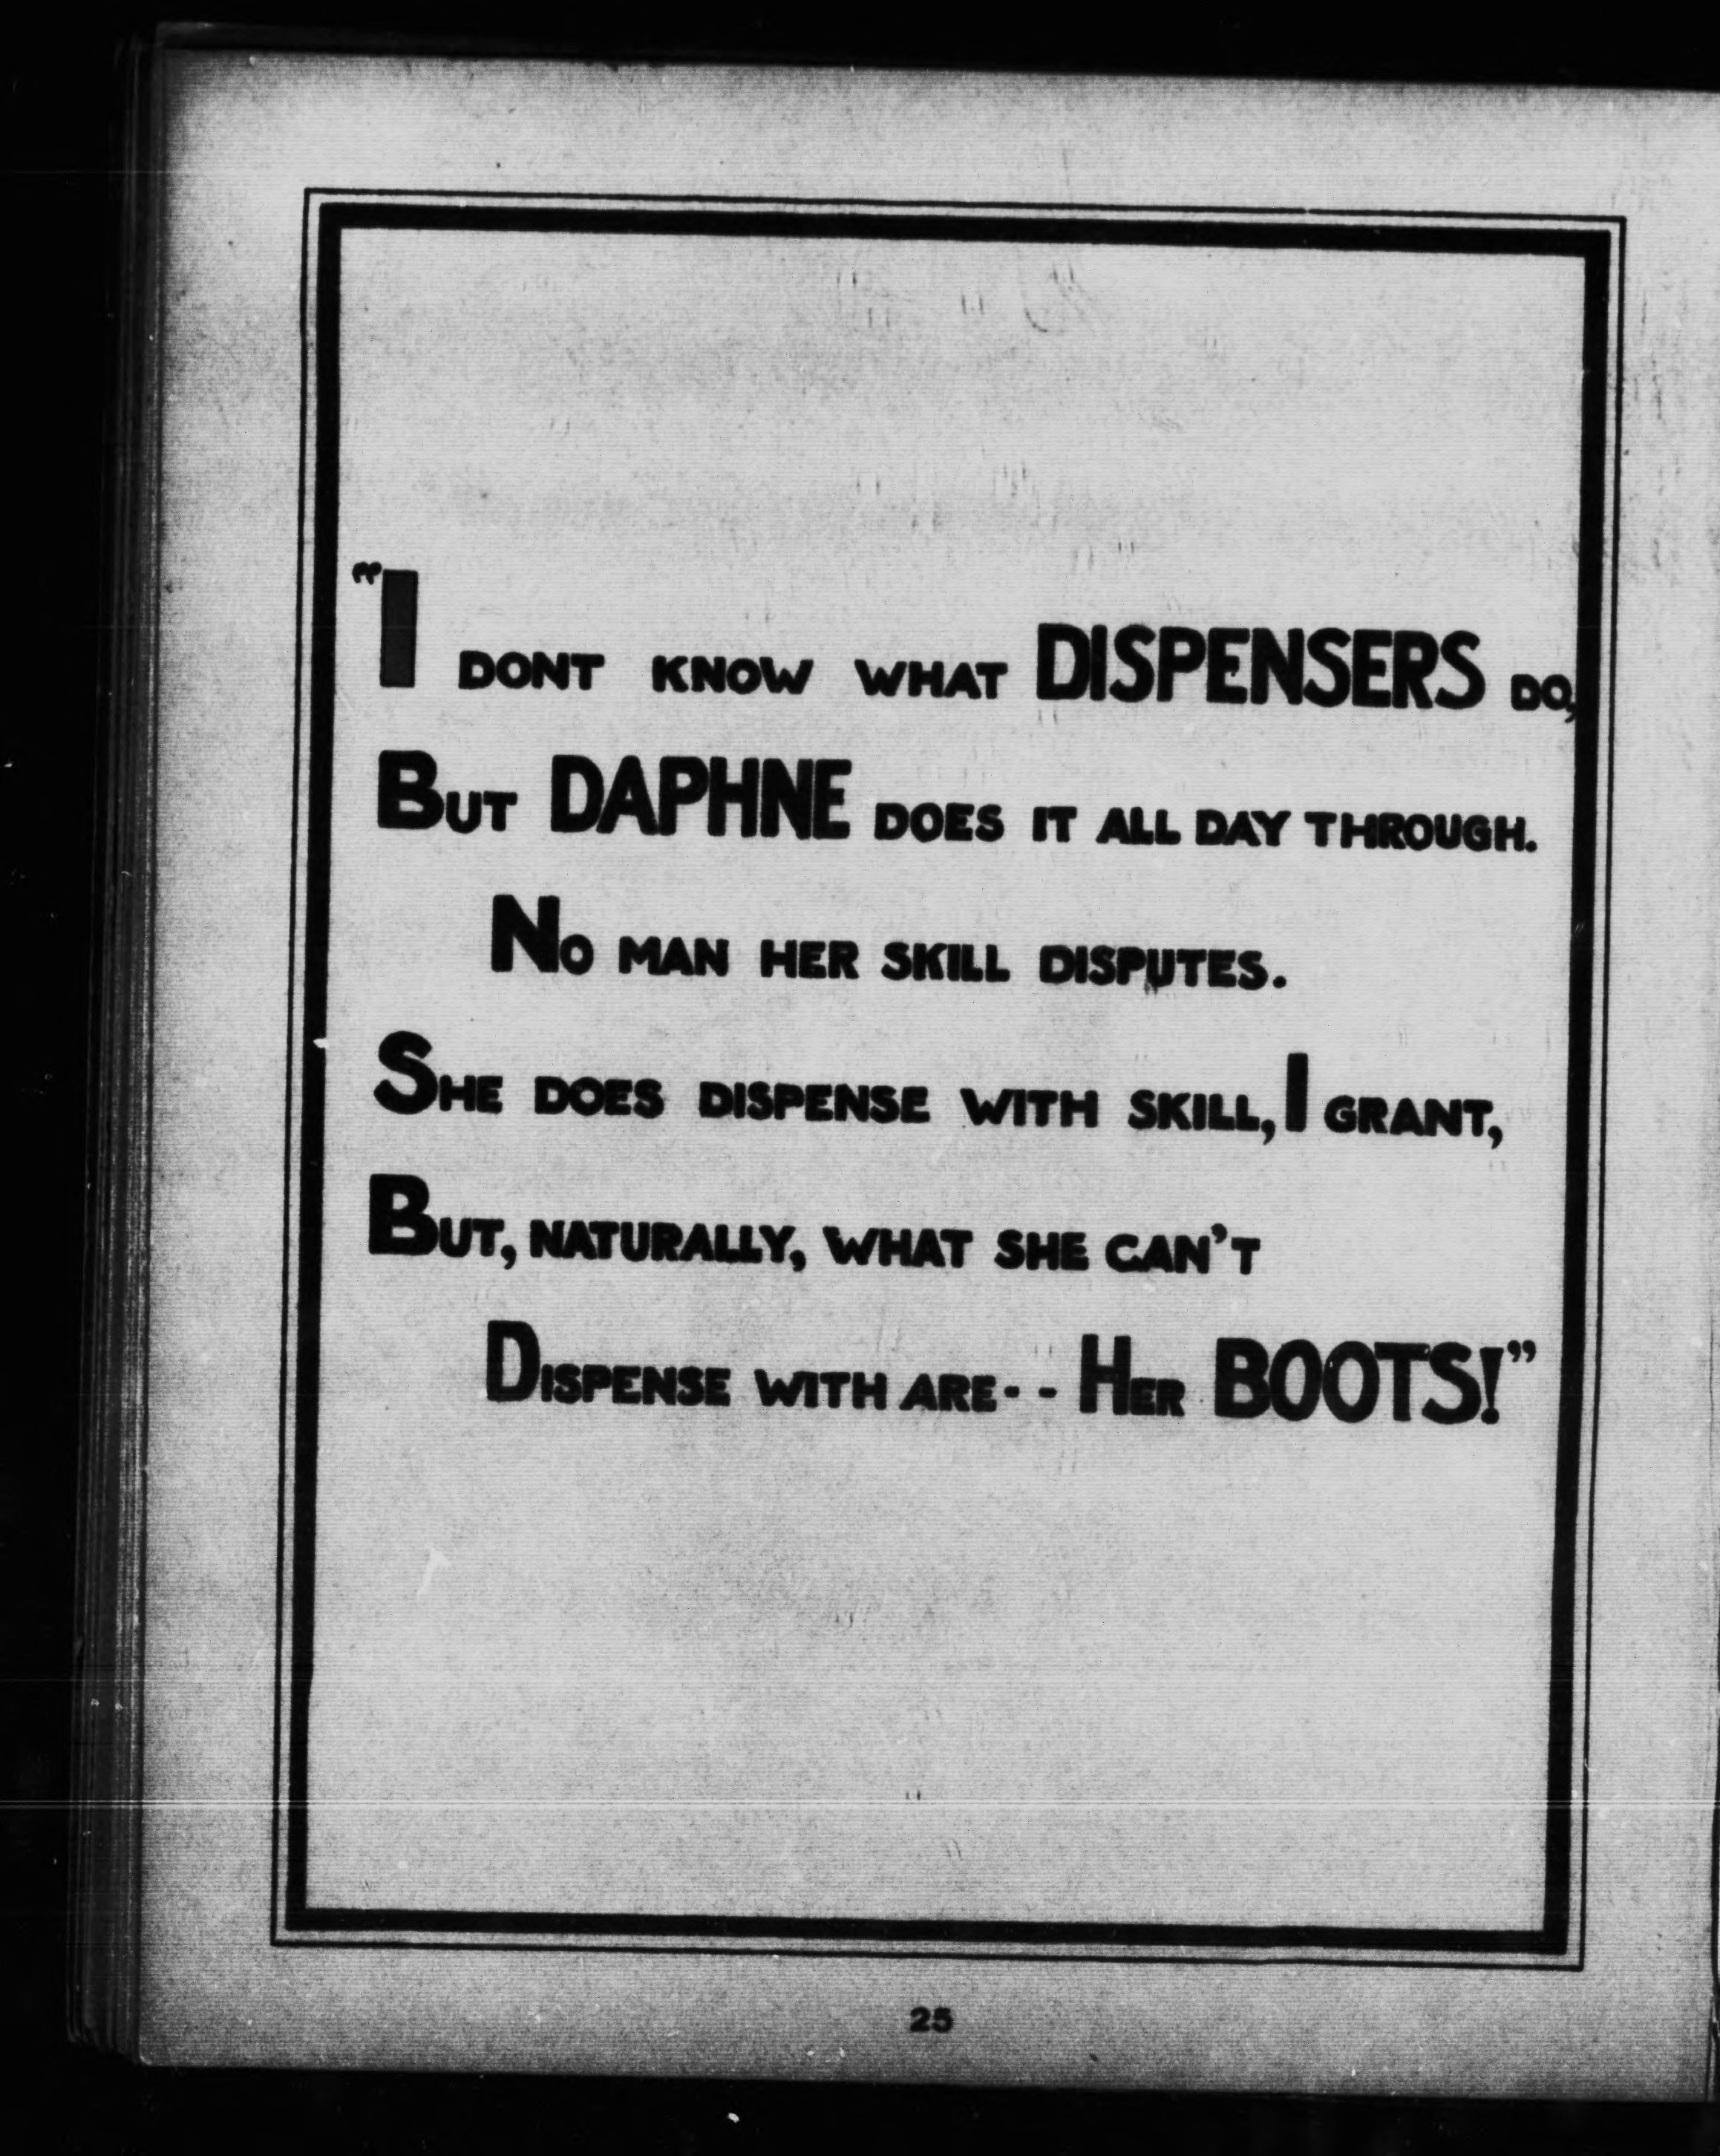 "I DONT KNOW WHAT DISPENSERS DO,
BUT DAPHNE DOES IT ALL DAY THROUGH.
NO MAN HER SKILL DISPUTES.
SHE DOES DISPENSE WITH SKILL, I GRANT,
BUT, NATURALLY, WHAT SHE CAN'T
DISPENSE WITH ARE-- HER BOOTS!"
25